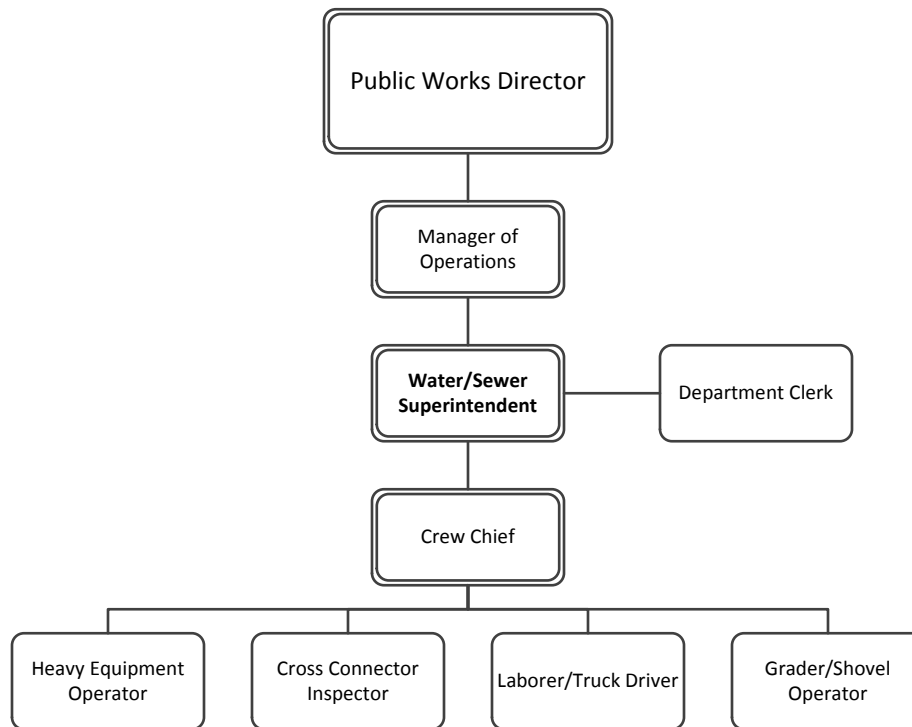 Public Works Director
Manager of
Operations
Water/Sewer
Superintendent
Department Clerk
Crew Chief
Heavy Equipment
Operator
Cross Connector
Inspector
Laborer/Truck Driver
Grader/Shovel
Operator